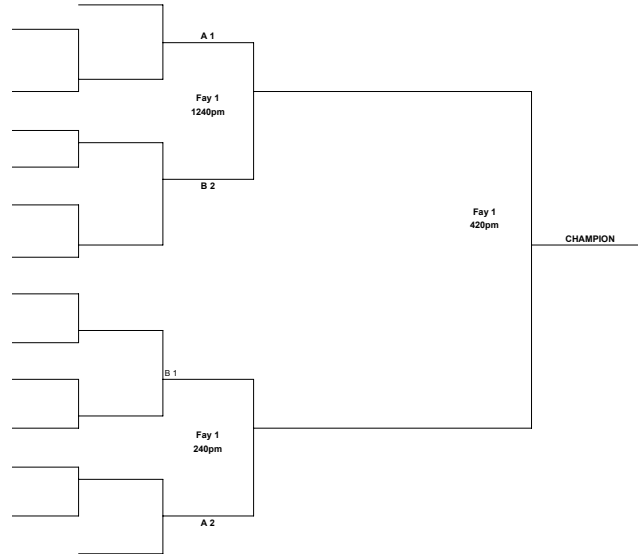 A 1
Fay 1
1240pm
B 2
Fay 1
420pm
CHAMPION
B 1
Fay 1
240pm
A 2